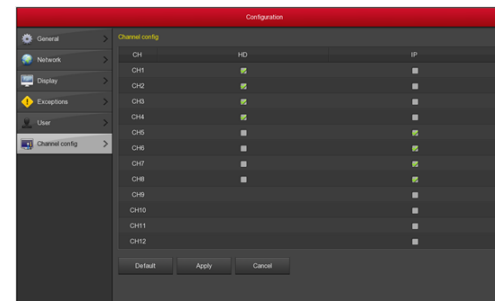 Configuration
General >
Network >
Display >
Exceptions >
User >
Channel config >
Channel config
CH HD IP
CH1
CH2
CH3
CH4
CH5
CH6
CH7
CH8
CH9
CH10
CH11
CH12
Default Apply Cancel